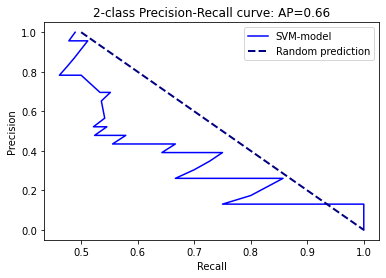 2-class Precision-Recall curve: AP=0.66
SVM-model
Random prediction
Precision
1.0
0.8
0.6
0.4
0.2
0.0
0.5
0.6
0.7
0.8
0.9
1.0
Recall